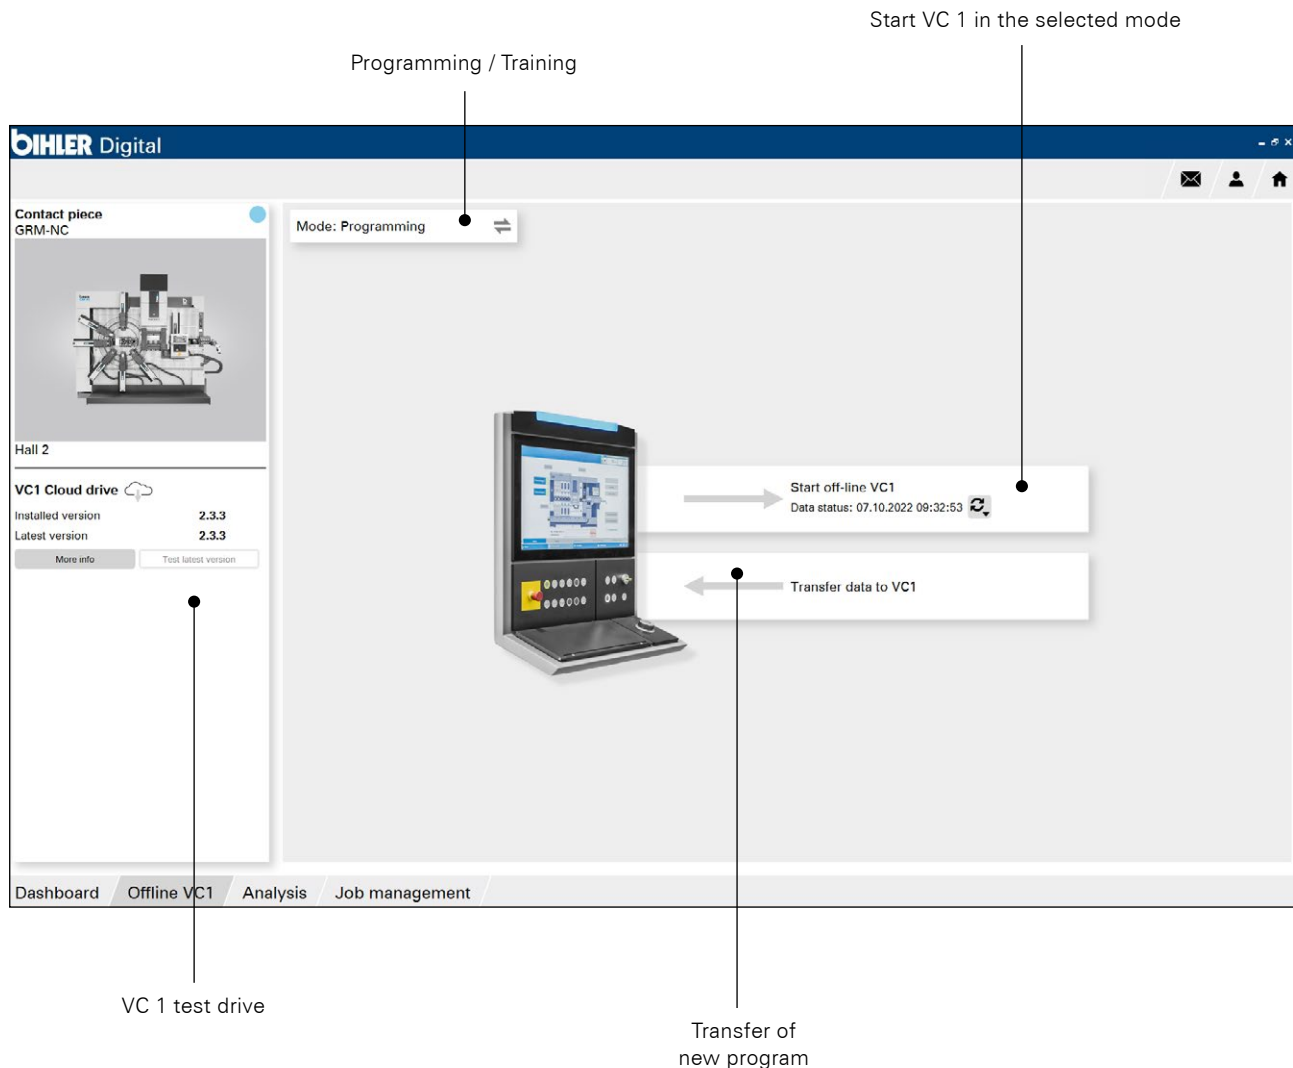 Start VC 1 in the selected mode
Programming / Training
BIHLER Digital
Contact piece
GRM-NC
Mode: Programming
Hall 2
VC1 Cloud drive
Installed version 2.3.3
Latest version 2.3.3
More info Test latest version
Start off-line VC1
Data status: 07.10.2022 09:32:53
Transfer data to VC1
Dashboard Offline VC1 Analysis Job management
VC 1 test drive
Transfer of
new program